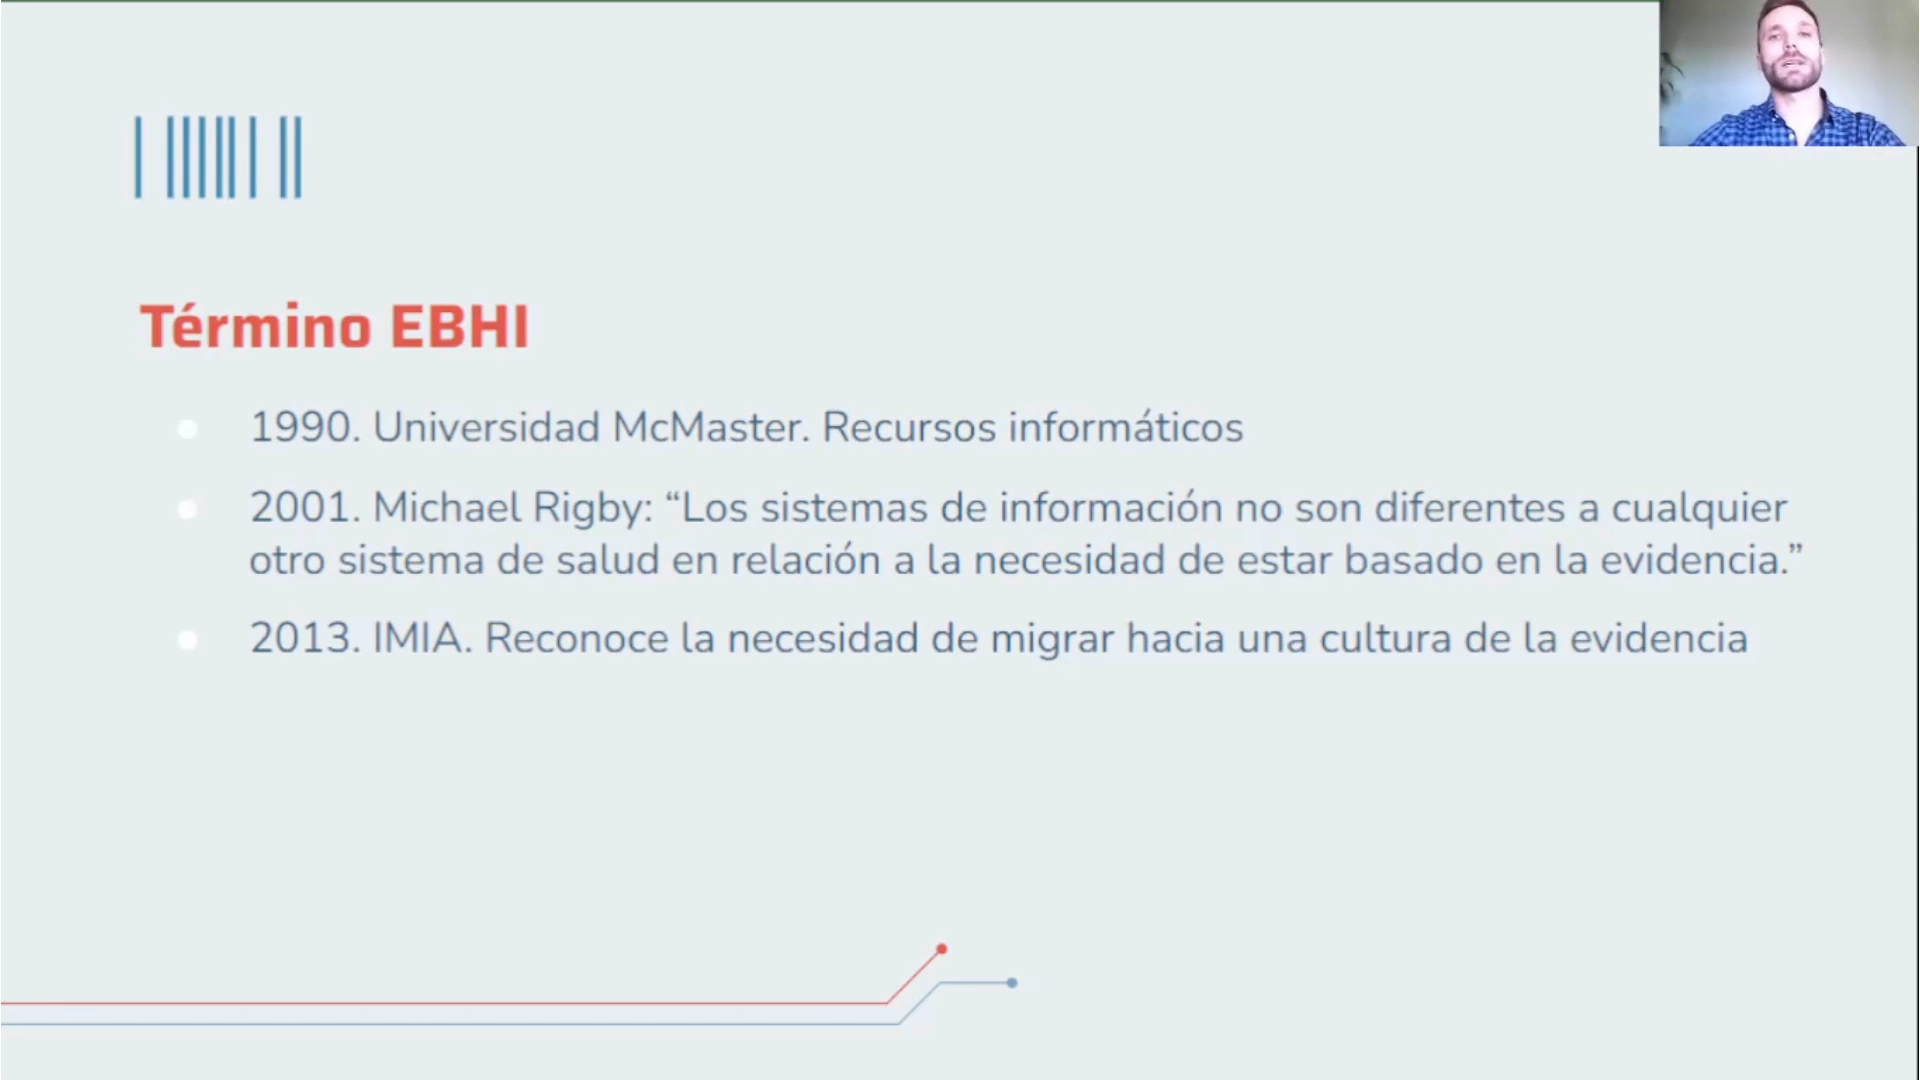 Término EBHI
1990. Universidad McMaster. Recursos informáticos
2001. Michael Rigby: “Los sistemas de información no son diferentes a cualquier
otro sistema de salud en relación a la necesidad de estar basado en la evidencia.”
2013. IMIA. Reconoce la necesidad de migrar hacia una cultura de la evidencia